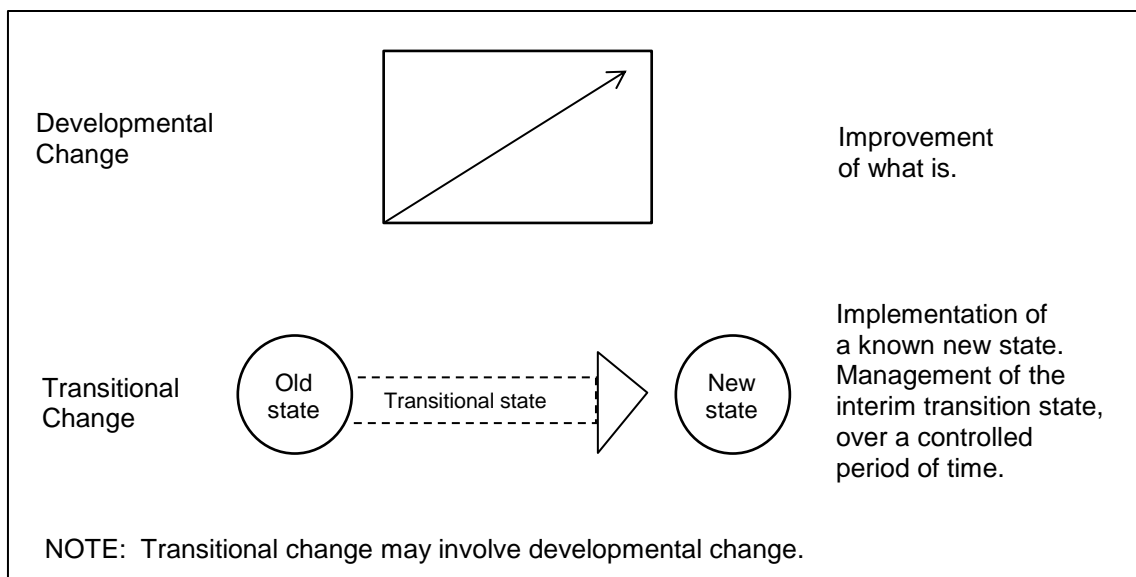 Developmental
Change
Improvement
of what is.
Transitional
Change
Old
state
Transitional state
New
state
Implementation of
a known new state.
Management of the
interim transition state,
over a controlled
period of time.
NOTE:  Transitional change may involve developmental change.